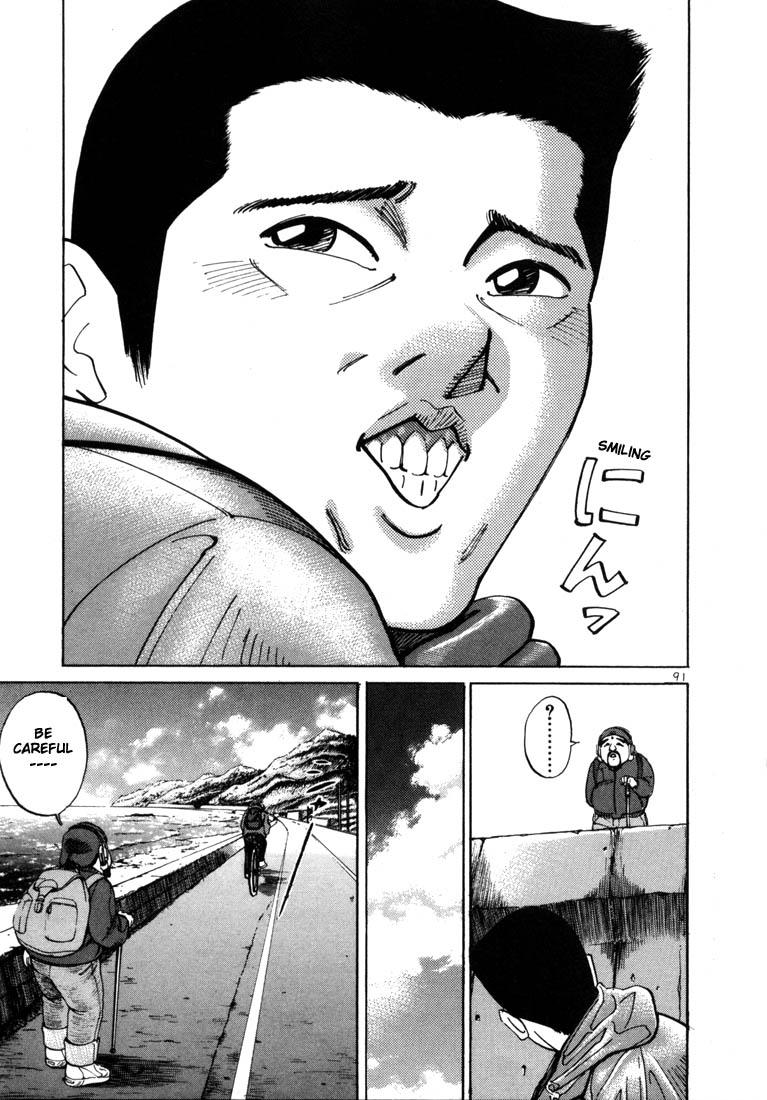 SMILING
にんっ
91
?
………
BE
CAREFUL
----